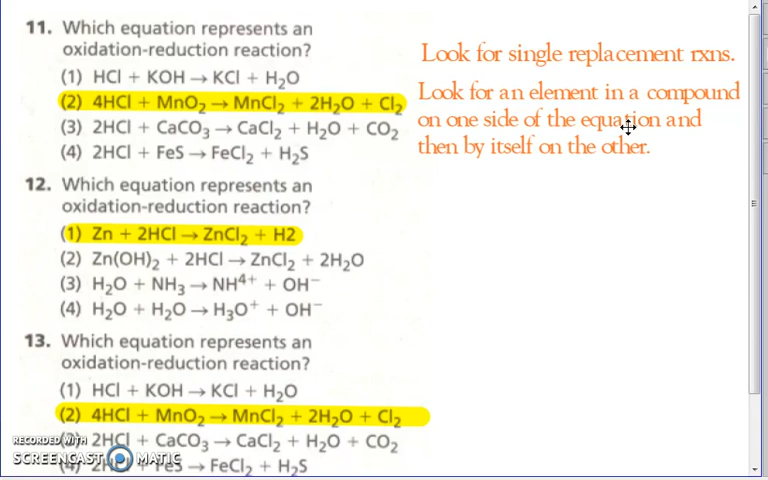 11. Which equation represents an
oxidation-reduction reaction?
(1) HCl + KOH → KCl + H₂O
(2) 4HCl + MnO₂ → MnCl₂ + 2H₂O + Cl₂
(3) 2HCl + CaCO₃ → CaCl₂ + H₂O + CO₂
(4) 2HCl + FeS → FeCl₂ + H₂S
Look for single replacement rxns.
Look for an element in a compound
on one side of the equation and
then by itself on the other.
12. Which equation represents an
oxidation-reduction reaction?
(1) Zn + 2HCl → ZnCl₂ + H2
(2) Zn(OH)₂ + 2HCl → ZnCl₂ + 2H₂O
(3) H₂O + NH₃ → NH⁴⁺ + OH⁻
(4) H₂O + H₂O → H₃O⁺ + OH⁻
13. Which equation represents an
oxidation-reduction reaction?
(1) HCl + KOH → KCl + H₂O
(2) 4HCl + MnO₂ → MnCl₂ + 2H₂O + Cl₂
(3) 2HCl + CaCO₃ → CaCl₂ + H₂O + CO₂
(4) 2HCl + FeS → FeCl₂ + H₂S
RECORDED WITH
SCREENCAST MATIC